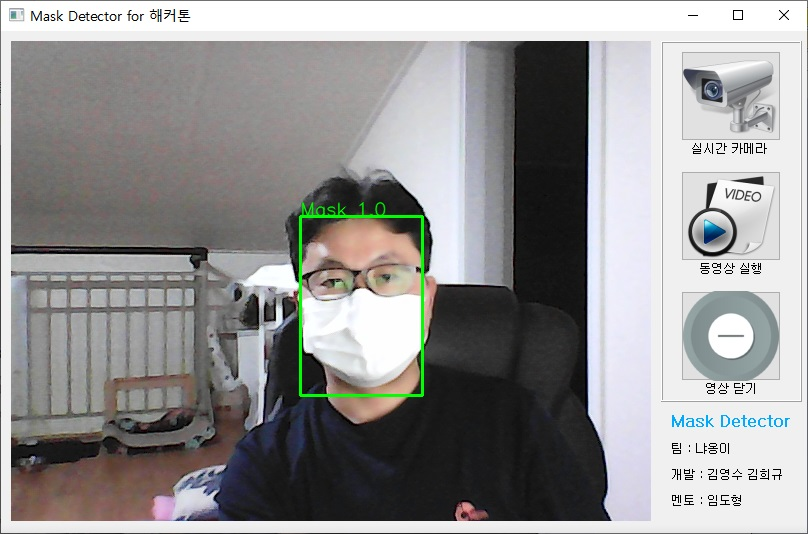 Mask Detector for 해커톤
Mask 1.0
실시간 카메라
VIDEO
동영상 실행
영상 닫기
Mask Detector
팀 : 냐옹이
개발 : 김영수 김희규
멘토 : 임도형